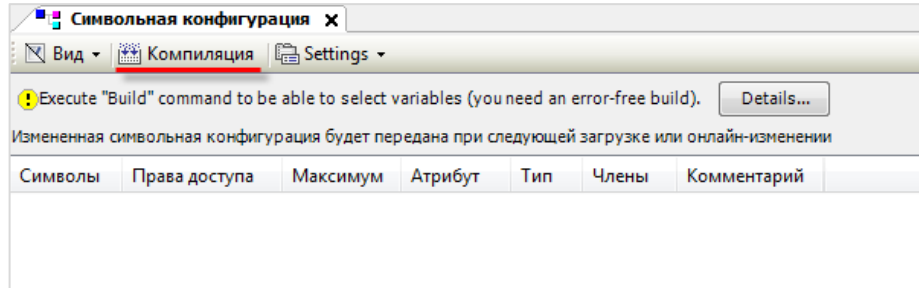 Символьная конфигурация x
Вид Компиляция Settings
Execute "Build" command to be able to select variables (you need an error-free build). Details...
Измененная символьная конфигурация будет передана при следующей загрузке или онлайн-изменении
Символы Права доступа Максимум Атрибут Тип Члены Комментарий